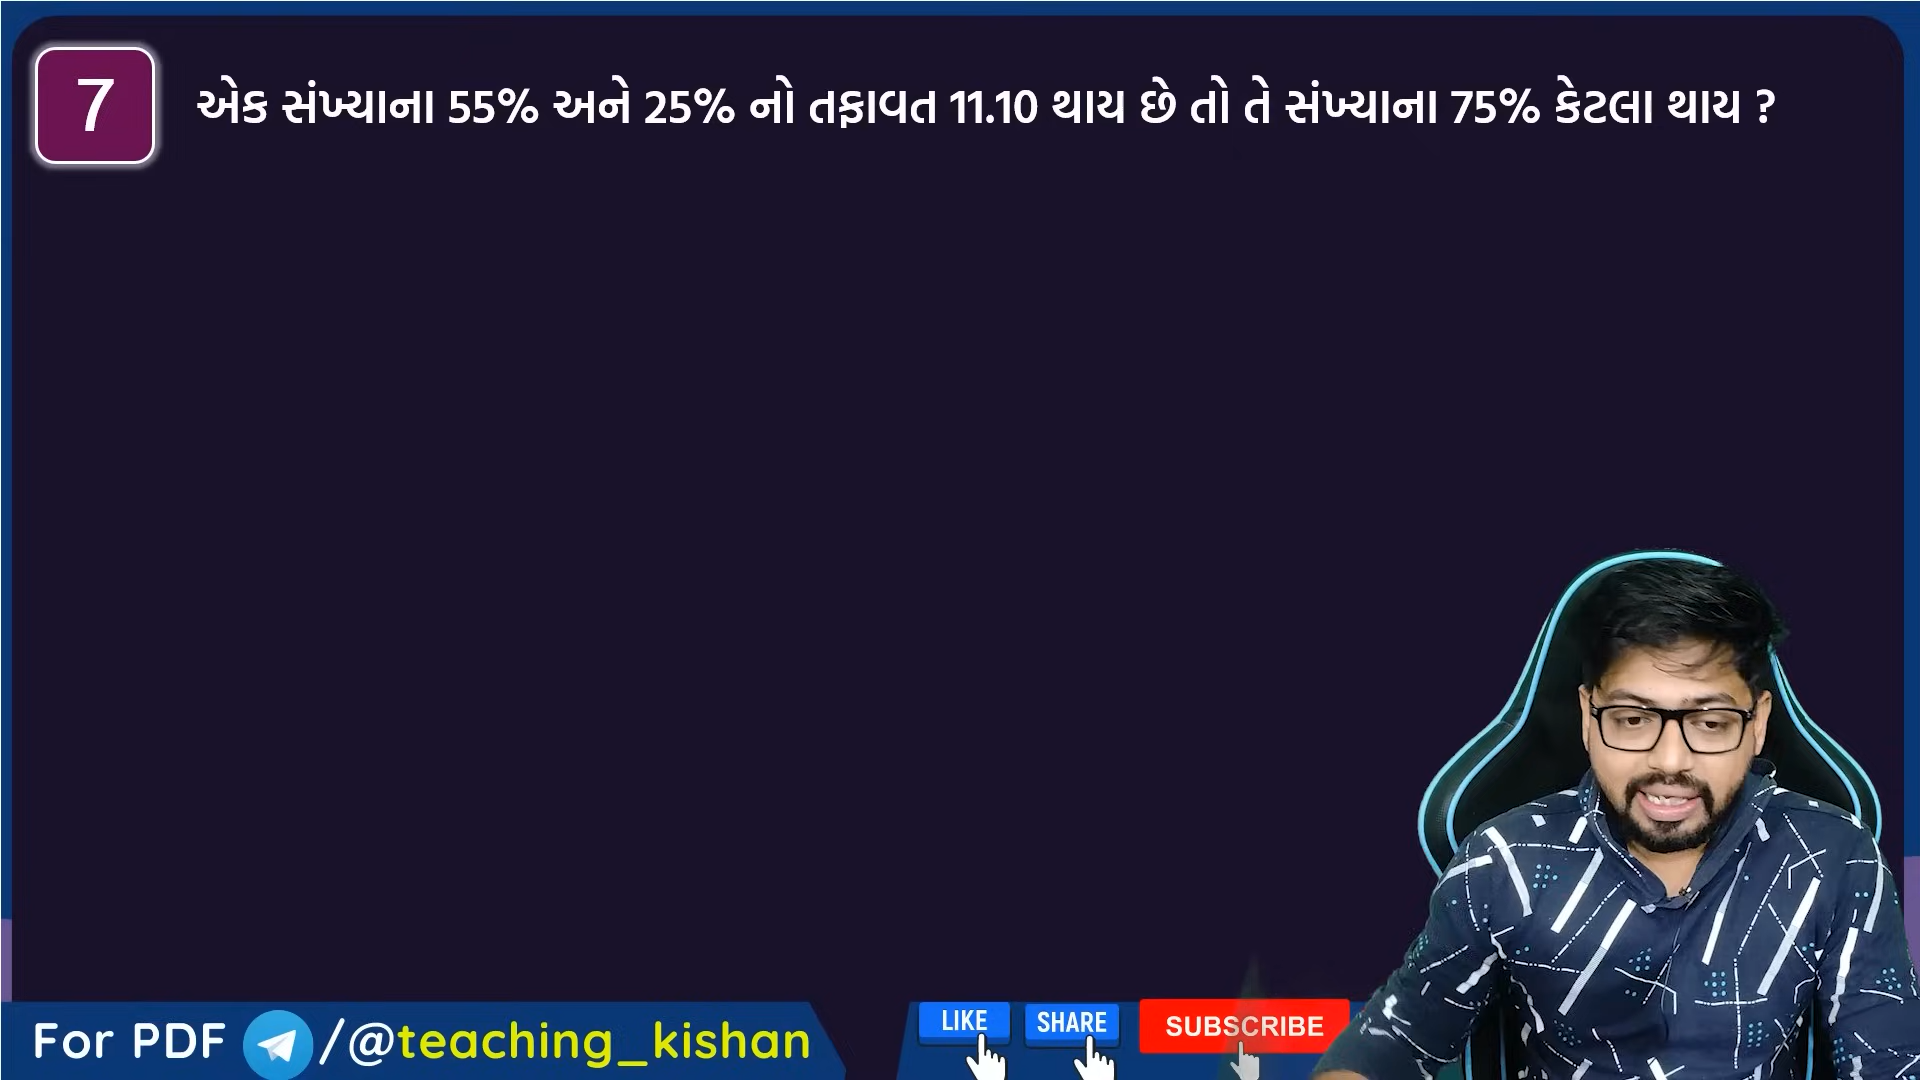 7
એક સંખ્યાના 55% અને 25% નો તફાવત 11.10 થાય છે તો તે સંખ્યાના 75% કેટલા થાય ?
For PDF /@teaching_kishan
LIKE
SHARE
SUBSCRIBE